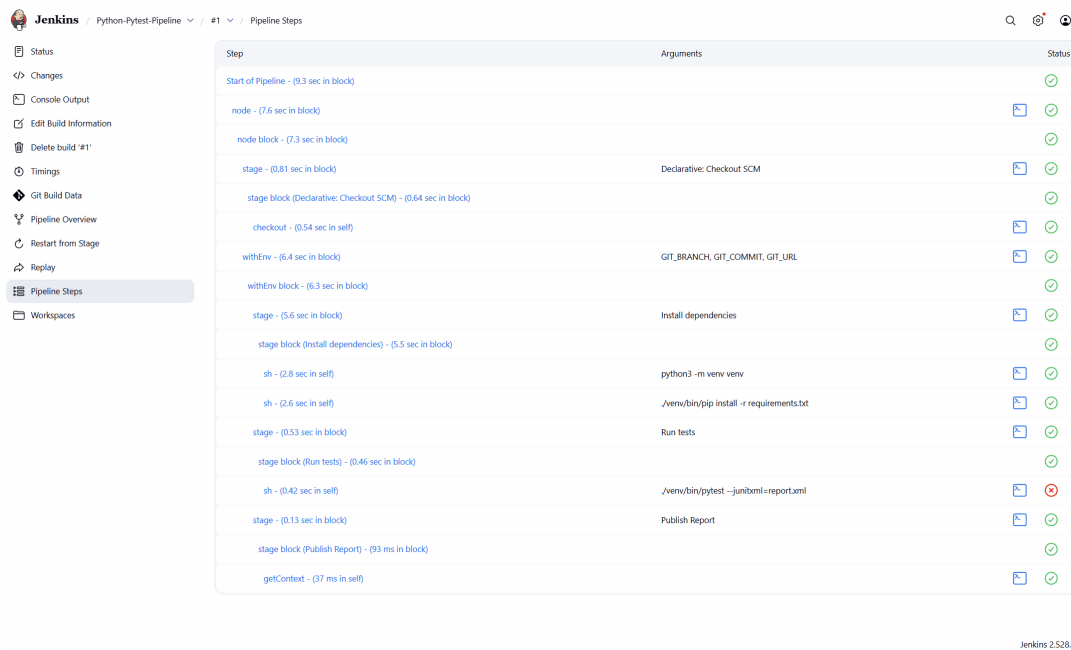 Jenkins / Python-Pytest-Pipeline / #1 / Pipeline Steps
Status
Changes
Console Output
Edit Build Information
Delete build '#1'
Timings
Git Build Data
Pipeline Overview
Restart from Stage
Replay
Pipeline Steps
Workspaces
Step Arguments Status
Start of Pipeline - (9.3 sec in block)
node - (7.6 sec in block)
node block - (7.3 sec in block)
stage - (0.81 sec in block) Declarative: Checkout SCM
stage block (Declarative: Checkout SCM) - (0.64 sec in block)
checkout - (0.54 sec in self)
withEnv - (6.4 sec in block) GIT_BRANCH, GIT_COMMIT, GIT_URL
withEnv block - (6.3 sec in block)
stage - (5.6 sec in block) Install dependencies
stage block (Install dependencies) - (5.5 sec in block)
sh - (2.8 sec in self) python3 -m venv venv
sh - (2.6 sec in self) ./venv/bin/pip install -r requirements.txt
stage - (0.53 sec in block) Run tests
stage block (Run tests) - (0.46 sec in block)
sh - (0.42 sec in self) ./venv/bin/pytest --junitxml=report.xml
stage - (0.13 sec in block) Publish Report
stage block (Publish Report) - (93 ms in block)
getContext - (37 ms in self)
Jenkins 2.528.